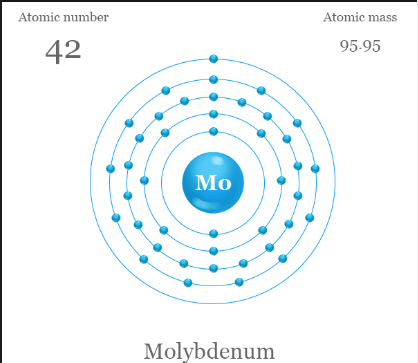 Atomic number
Atomic mass
42
95.95
Mo
Molybdenum